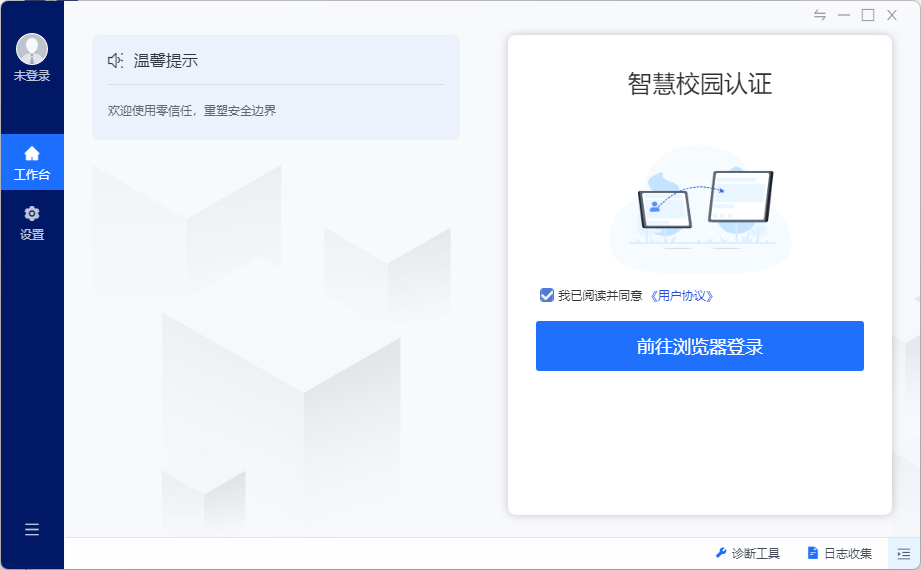 未登录
工作台
设置
温馨提示
欢迎使用零信任，重塑安全边界
智慧校园认证
我已阅读并同意《用户协议》
前往浏览器登录
诊断工具
日志收集